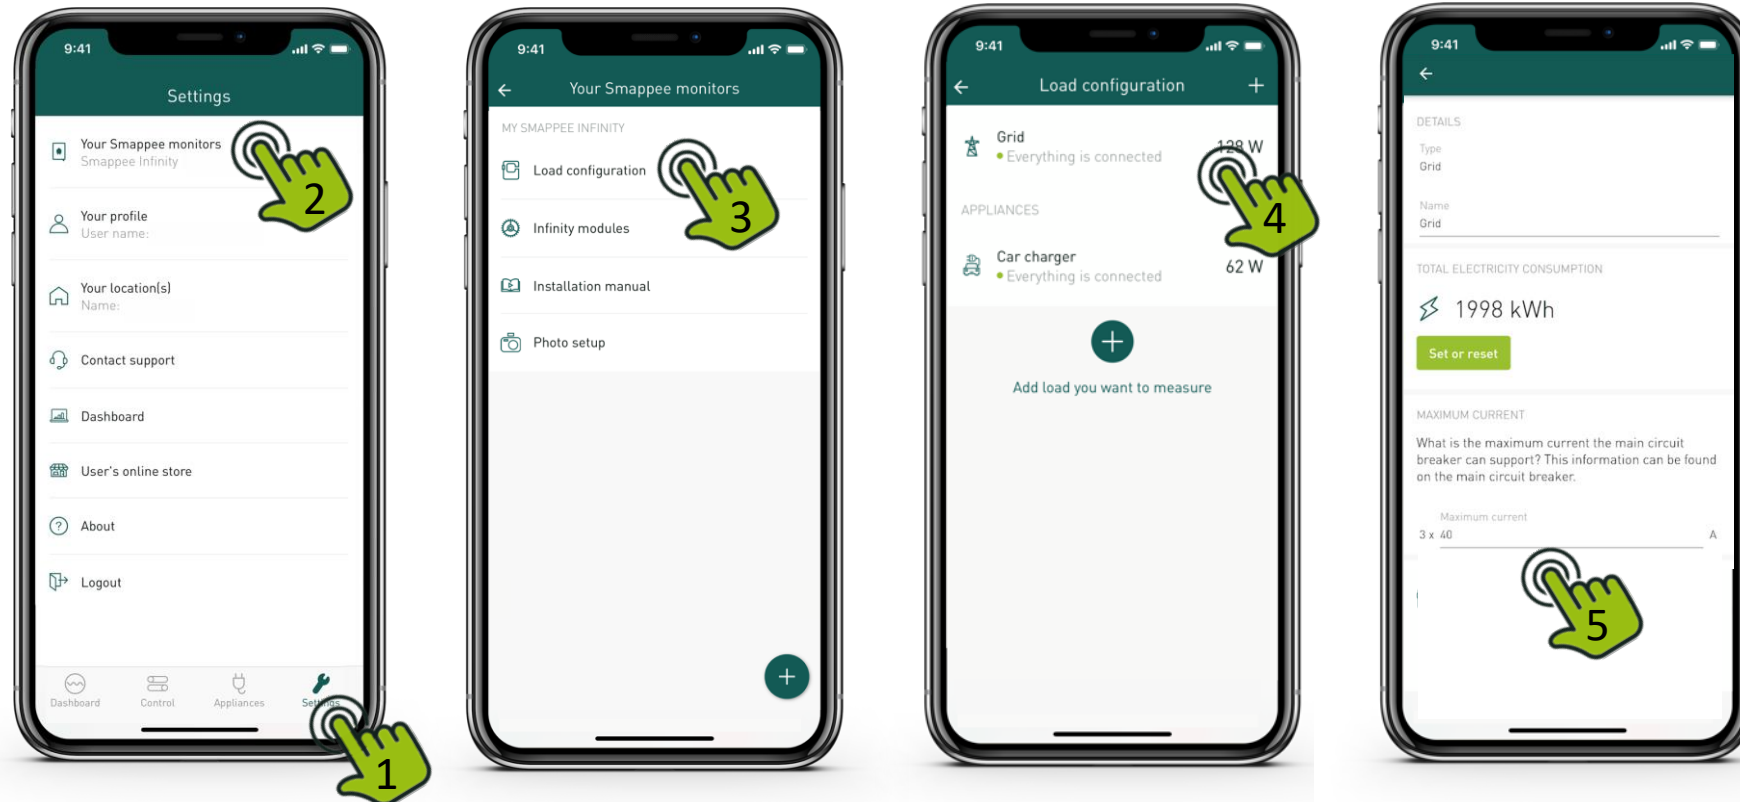 9:41
Settings
Your Smappee monitors
Smappee Infinity
2
Your profile
User name:
Your location(s)
Name:
Contact support
Dashboard
User's online store
About
Logout
Dashboard
Control
Appliances
Settings
1
9:41
Your Smappee monitors
MY SMAPPEE INFINITY
Load configuration
3
Infinity modules
Installation manual
Photo setup
9:41
Load configuration
Grid
128 W
Everything is connected
4
APPLIANCES
Car charger
62 W
Everything is connected
Add load you want to measure
9:41
DETAILS
Type
Grid
Name
Grid
TOTAL ELECTRICITY CONSUMPTION
1998 kWh
Set or reset
MAXIMUM CURRENT
What is the maximum current the main circuit
breaker can support? This information can be found
on the main circuit breaker.
Maximum current
3 x 40 A
5